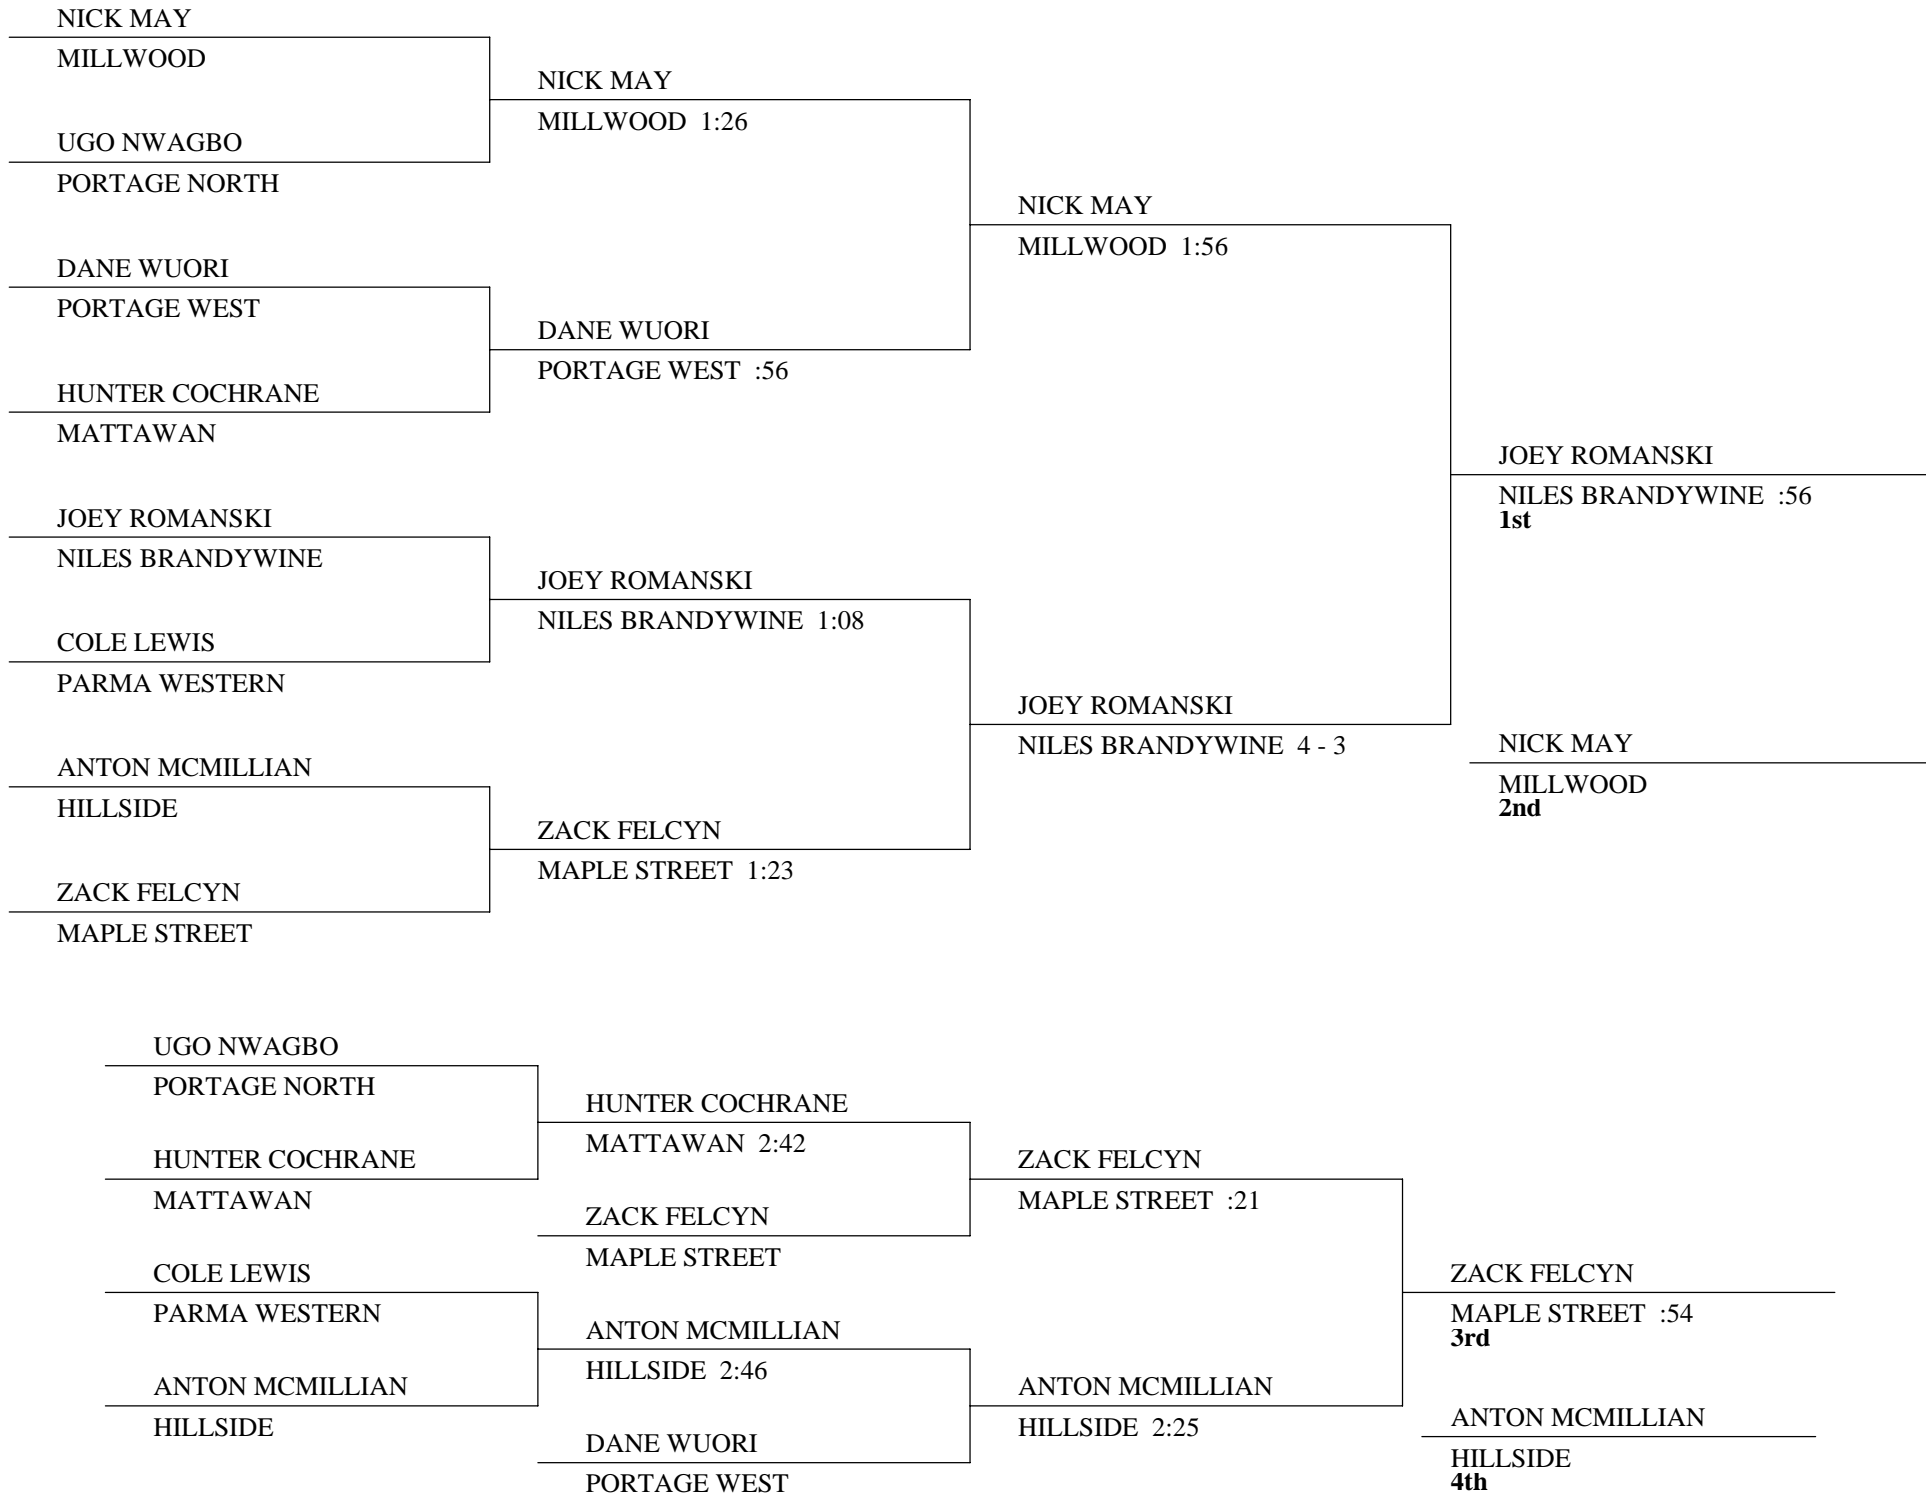 NICK MAY
MILLWOOD
UGO NWAGBO
PORTAGE NORTH
DANE WUORI
PORTAGE WEST
HUNTER COCHRANE
MATTAWAN
JOEY ROMANSKI
NILES BRANDYWINE
COLE LEWIS
PARMA WESTERN
ANTON MCMILLIAN
HILLSIDE
ZACK FELCYN
MAPLE STREET
NICK MAY
MILLWOOD 1:26
DANE WUORI
PORTAGE WEST :56
JOEY ROMANSKI
NILES BRANDYWINE 1:08
ZACK FELCYN
MAPLE STREET 1:23
NICK MAY
MILLWOOD 1:56
JOEY ROMANSKI
NILES BRANDYWINE 4 - 3
JOEY ROMANSKI
NILES BRANDYWINE :56
1st
NICK MAY
MILLWOOD
2nd
UGO NWAGBO
PORTAGE NORTH
HUNTER COCHRANE
MATTAWAN
COLE LEWIS
PARMA WESTERN
ANTON MCMILLIAN
HILLSIDE
HUNTER COCHRANE
MATTAWAN 2:42
ZACK FELCYN
MAPLE STREET
ANTON MCMILLIAN
HILLSIDE 2:46
DANE WUORI
PORTAGE WEST
ZACK FELCYN
MAPLE STREET :21
ANTON MCMILLIAN
HILLSIDE 2:25
ZACK FELCYN
MAPLE STREET :54
3rd
ANTON MCMILLIAN
HILLSIDE
4th